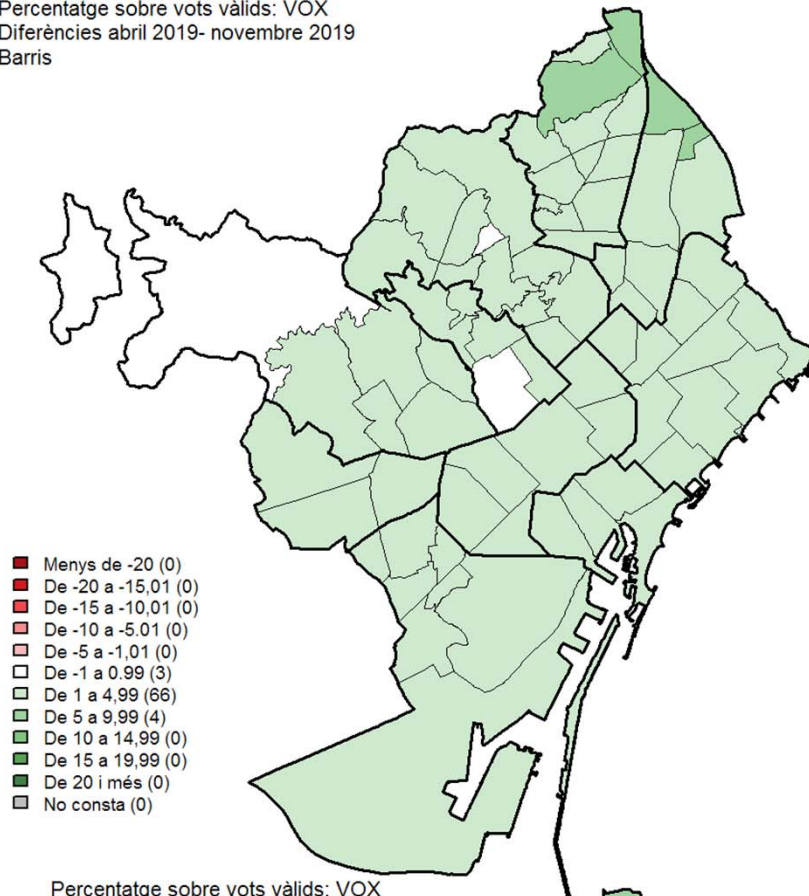 Percentatge sobre vots vàlids: VOX
Diferències abril 2019- novembre 2019
Barris
Menys de -20 (0)
De -20 a -15,01 (0)
De -15 a -10,01 (0)
De -10 a -5.01 (0)
De -5 a -1,01 (0)
De -1 a 0.99 (3)
De 1 a 4,99 (66)
De 5 a 9,99 (4)
De 10 a 14,99 (0)
De 15 a 19,99 (0)
De 20 i més (0)
No consta (0)
Percentatge sobre vots vàlids: VOX